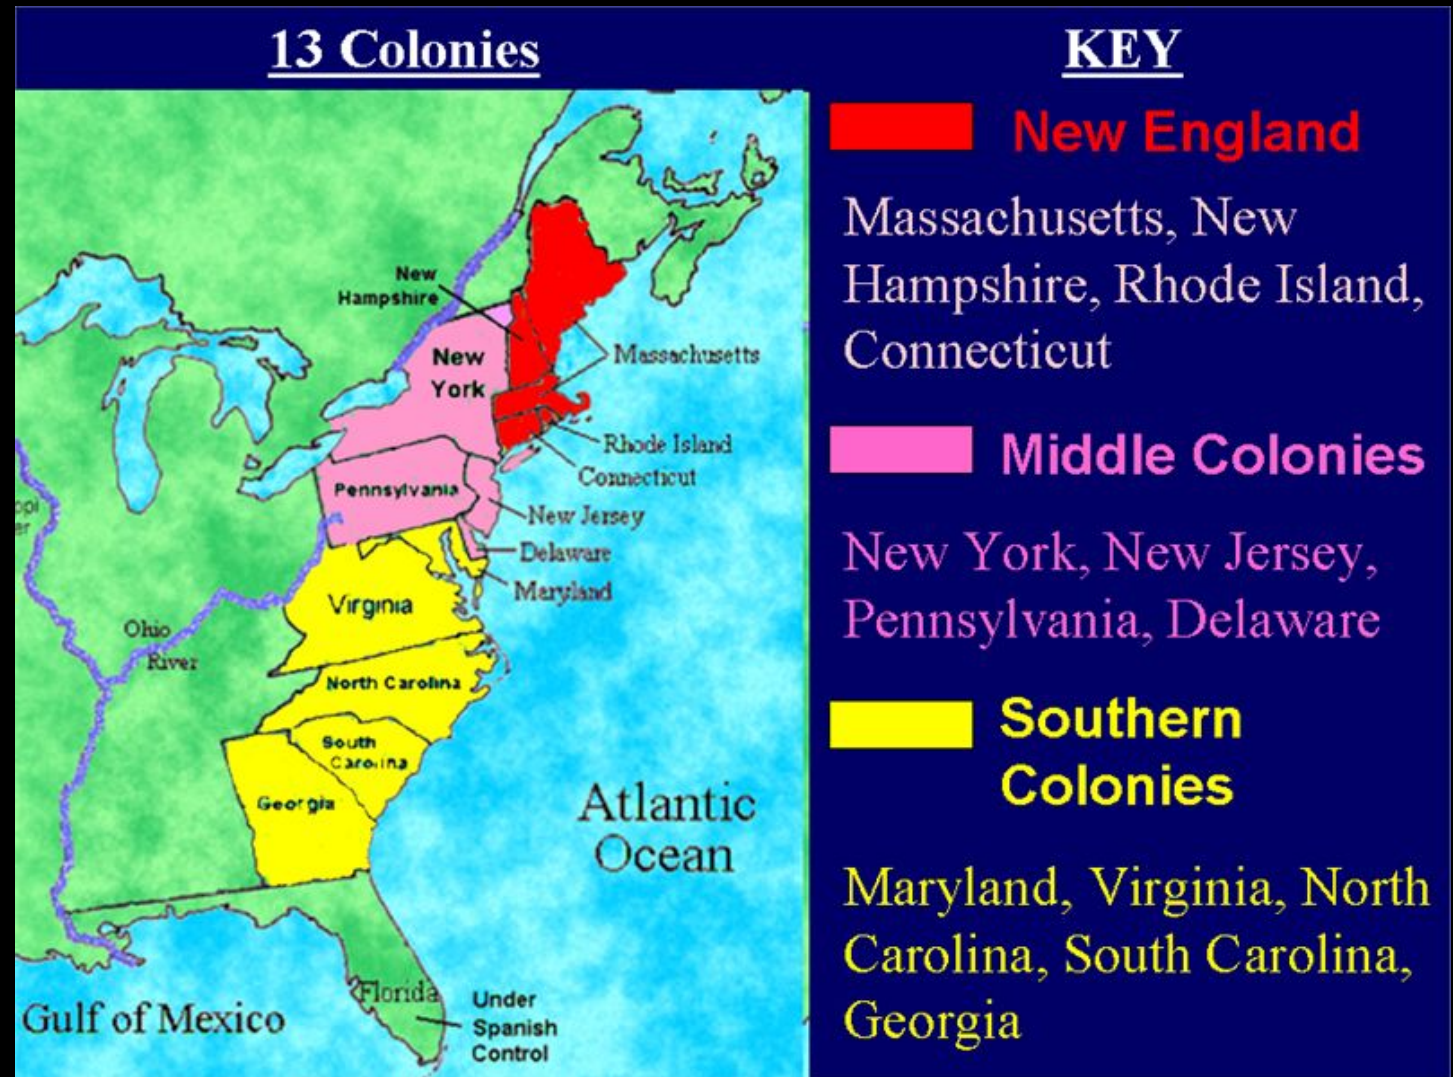 13 Colonies
KEY
New
Hampshire
New
York
Massachusetts
Rhode Island
Connecticut
Pennsylvania
New Jersey
Delaware
Maryland
Virginia
Ohio
River
North Carolina
South
Carolina
Georgia
Atlantic
Ocean
Florida
Under
Spanish
Control
Gulf of Mexico
New England
Massachusetts, New
Hampshire, Rhode Island,
Connecticut
Middle Colonies
New York, New Jersey,
Pennsylvania, Delaware
Southern
Colonies
Maryland, Virginia, North
Carolina, South Carolina,
Georgia